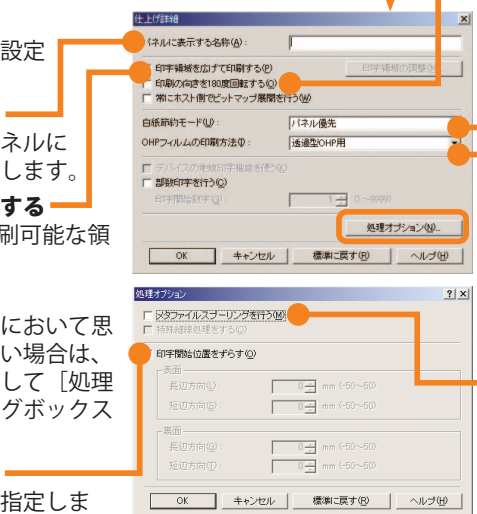 設定
ネルに
します。
する
刷可能な領
において思
い場合は、
して［処理
グボックス
指定しま
仕上げ詳細
パネルに表示する名称(A):
印字領域を広げて印刷する(P)
印字領域の調整(N)
印刷の向きを180度回転する(O)
常にホスト側でビットマップ展開を行う(W)
白紙節約モード(U):
パネル優先
OHPフィルムの印刷方法(I):
透過型OHP用
デバイスの
部数印字を行う(C)
印字開始数字(G):
1 (1～9999)
処理オプション(N)...
OK キャンセル 標準に戻す(R) ヘルプ(H)
処理オプション
メタファイルスプーリングを行う(M)
特殊細線処理をする(C)
印字開始位置をずらす(O)
表面
長辺方向(L):
0 mm (-50～50)
短辺方向(S):
0 mm (-50～50)
裏面
長辺方向(G):
0 mm (-50～50)
短辺方向(T):
0 mm (-50～50)
OK キャンセル 標準に戻す(R) ヘルプ(H)